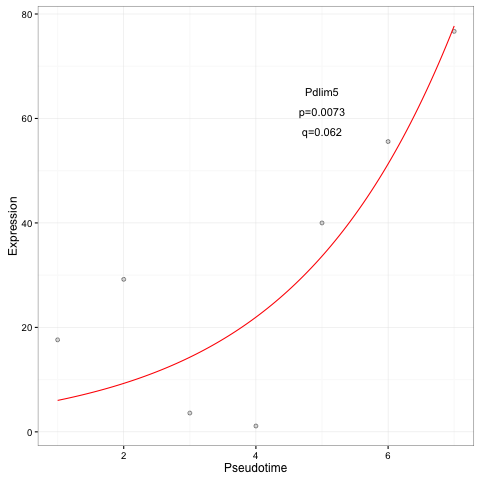 80
60
40
20
0
Expression
Pdlim5
p=0.0073
q=0.062
2 4 6
Pseudotime